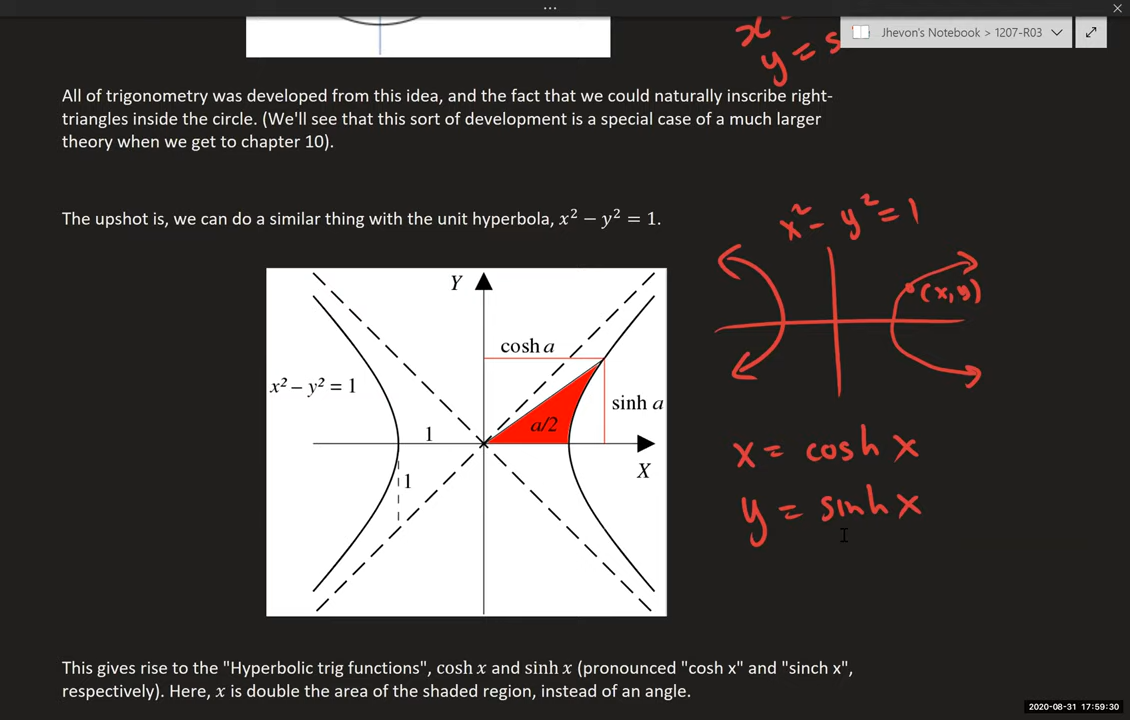 ...
Jhevon's Notebook > 1207-R03
x =
y = s
All of trigonometry was developed from this idea, and the fact that we could naturally inscribe right-
triangles inside the circle. (We'll see that this sort of development is a special case of a much larger
theory when we get to chapter 10).
The upshot is, we can do a similar thing with the unit hyperbola, x² − y² = 1.
x² - y² = 1
(x,y)
Y
cosh a
x² – y² = 1
sinh a
a/2
1
X
1
x = cosh x
y = sinh x
This gives rise to the "Hyperbolic trig functions", cosh x and sinh x (pronounced "cosh x" and "sinch x",
respectively). Here, x is double the area of the shaded region, instead of an angle.
2020-08-31 17:59:30